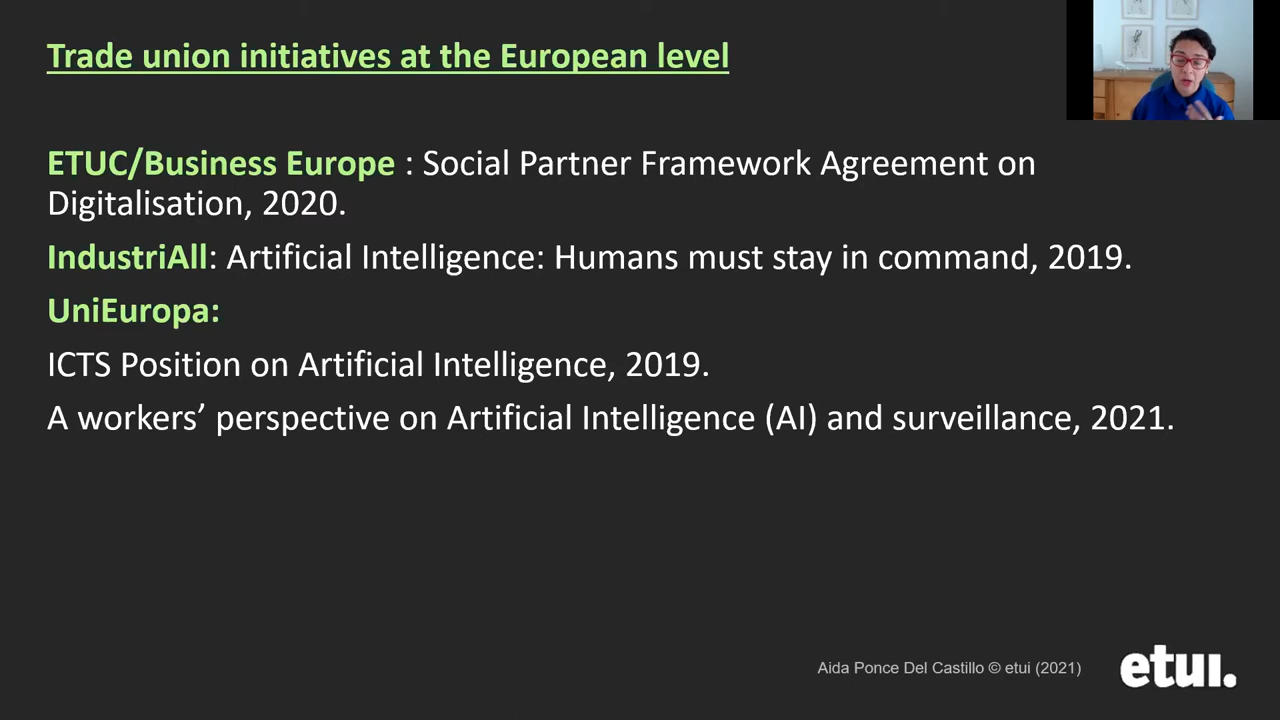 Trade union initiatives at the European level
ETUC/Business Europe : Social Partner Framework Agreement on
Digitalisation, 2020.
IndustriAll: Artificial Intelligence: Humans must stay in command, 2019.
UniEuropa:
ICTS Position on Artificial Intelligence, 2019.
A workers’ perspective on Artificial Intelligence (AI) and surveillance, 2021.
Aida Ponce Del Castillo © etui (2021)
etui.